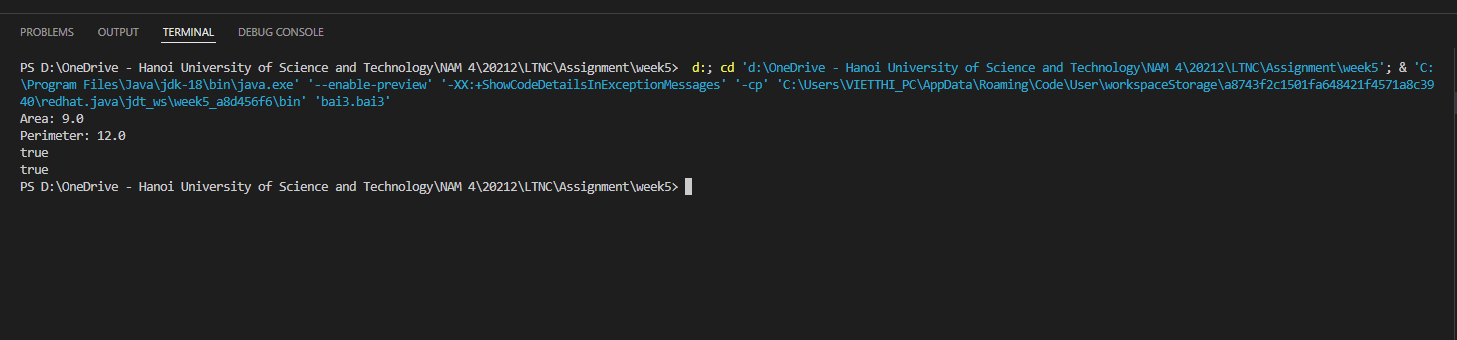 PROBLEMS OUTPUT TERMINAL DEBUG CONSOLE
PS D:\OneDrive - Hanoi University of Science and Technology\NAM 4\20212\LTNC\Assignment\week5>  d:; cd 'd:\OneDrive - Hanoi University of Science and Technology\NAM 4\20212\LTNC\Assignment\week5'; & 'C:
\Program Files\Java\jdk-18\bin\java.exe' '--enable-preview' '-XX:+ShowCodeDetailsInExceptionMessages' '-cp' 'C:\Users\VIETTHI_PC\AppData\Roaming\Code\User\workspaceStorage\a8743f2c1501fa648421f4571a8c39
40\redhat.java\jdt_ws\week5_a8d456f6\bin' 'bai3.bai3'
Area: 9.0
Perimeter: 12.0
true
true
PS D:\OneDrive - Hanoi University of Science and Technology\NAM 4\20212\LTNC\Assignment\week5>